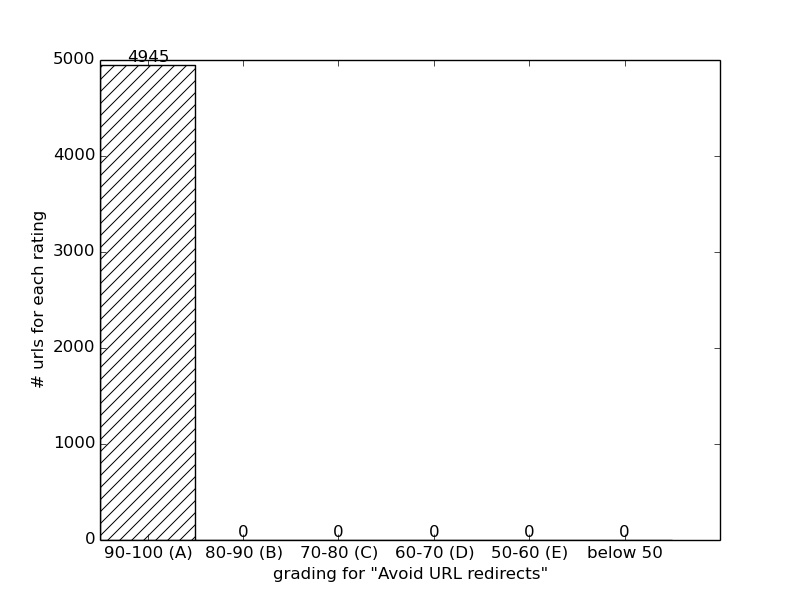 5000
4945
4000
3000
2000
1000
0
0 0 0 0 0
90-100 (A) 80-90 (B) 70-80 (C) 60-70 (D) 50-60 (E) below 50
grading for "Avoid URL redirects"
# urls for each rating